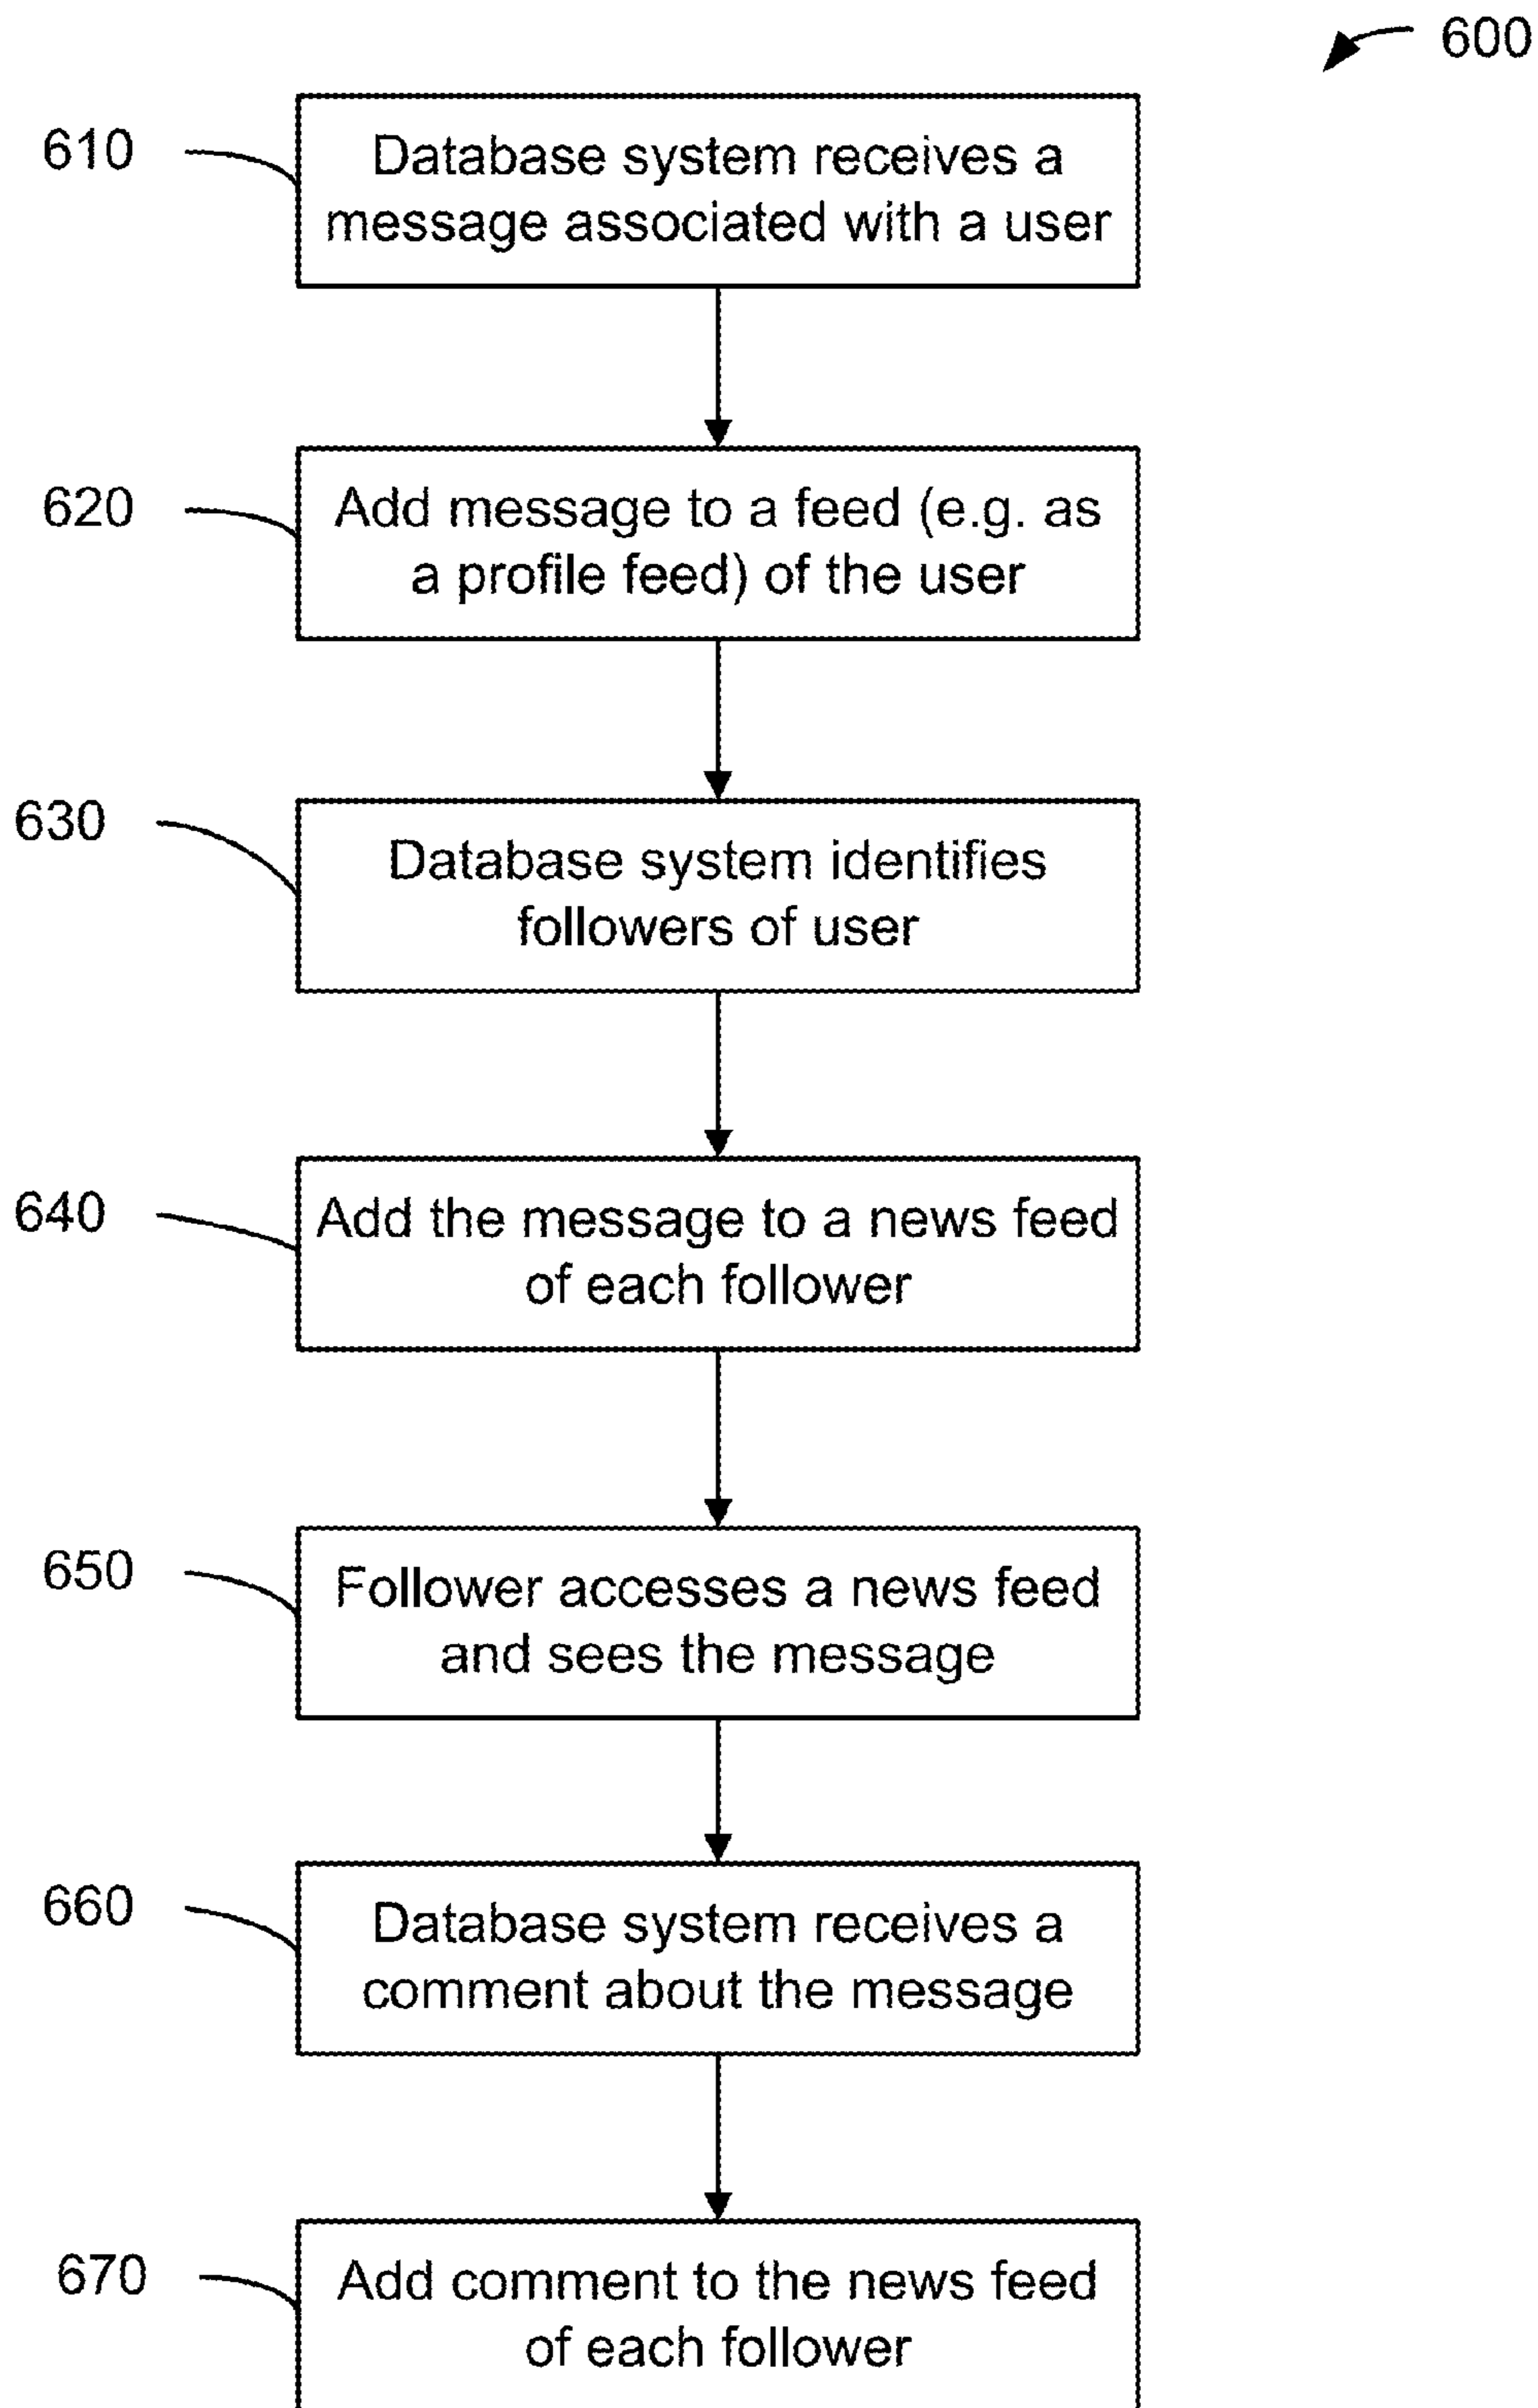 600
610
Database system receives a
message associated with a user
620
Add message to a feed (e.g. as
a profile feed) of the user
630
Database system identifies
followers of user
640
Add the message to a news feed
of each follower
650
Follower accesses a news feed
and sees the message
660
Database system receives a
comment about the message
670
Add comment to the news feed
of each follower